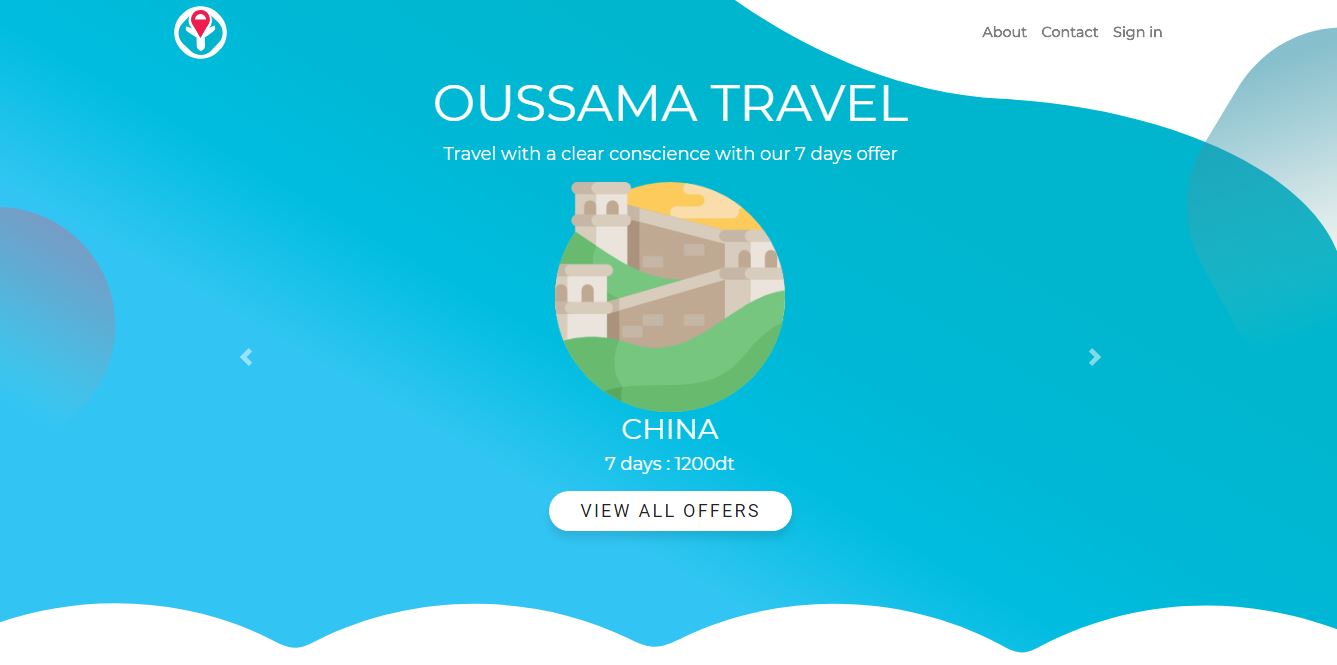 About Contact Sign in
OUSSAMA TRAVEL
Travel with a clear conscience with our 7 days offer
CHINA
7 days : 1200dt
VIEW ALL OFFERS